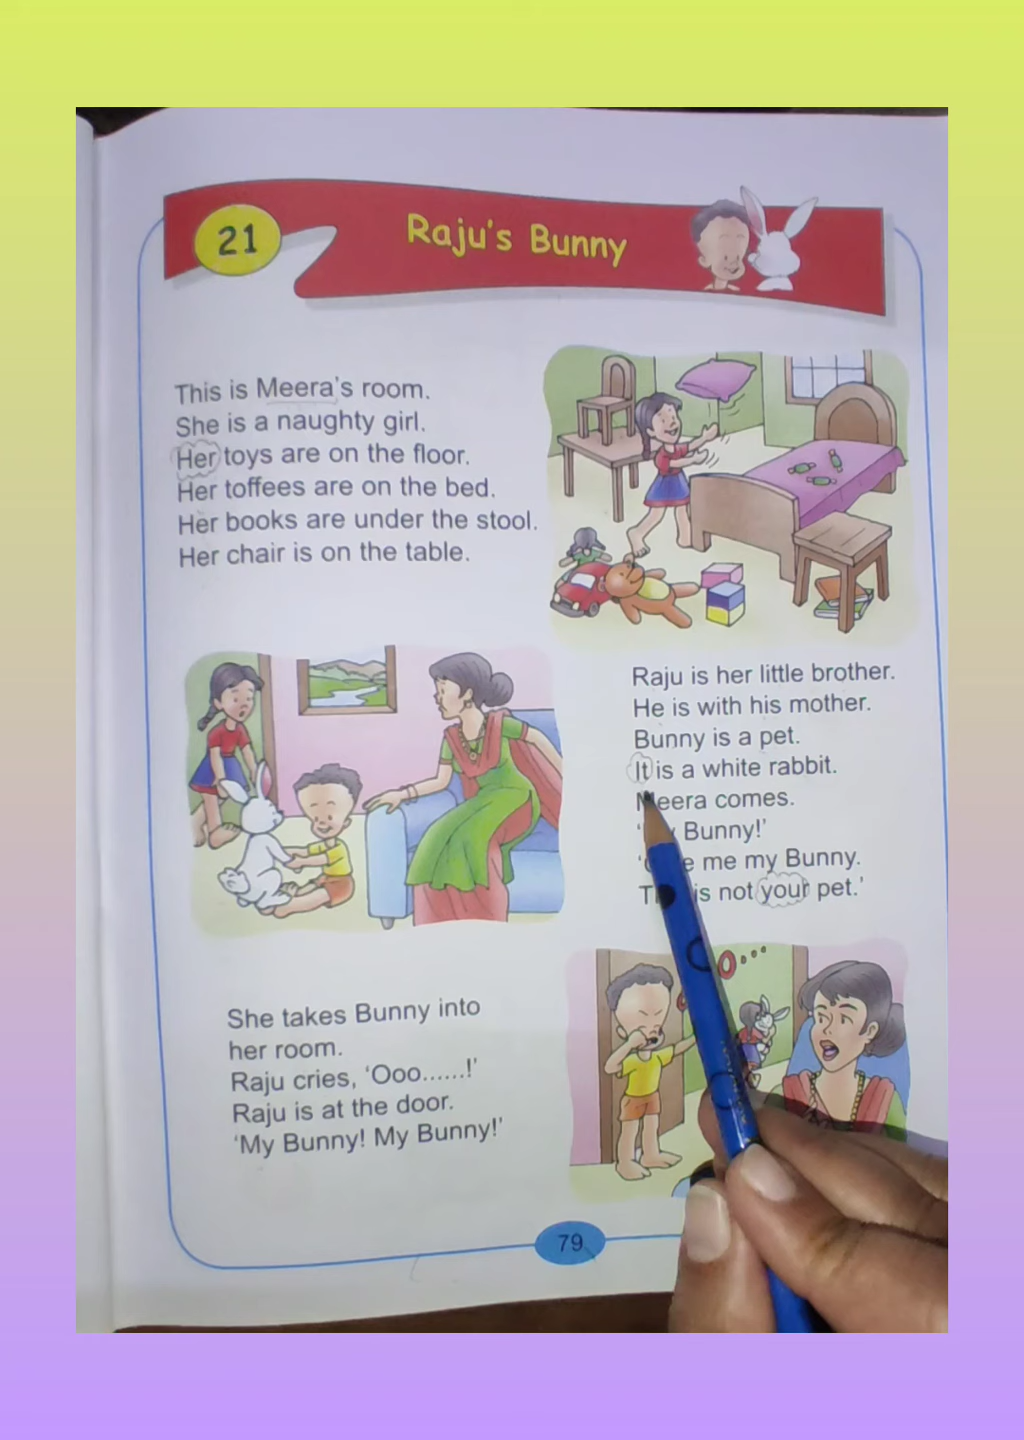 21
Raju's Bunny
This is Meera's room.
She is a naughty girl.
Her toys are on the floor.
Her toffees are on the bed.
Her books are under the stool.
Her chair is on the table.
Raju is her little brother.
He is with his mother.
Bunny is a pet.
It is a white rabbit.
Meera comes.
Bunny!'
me my Bunny.
is not your pet.'
She takes Bunny into
her room.
Raju cries, 'Ooo......!'
Raju is at the door.
'My Bunny! My Bunny!'
79